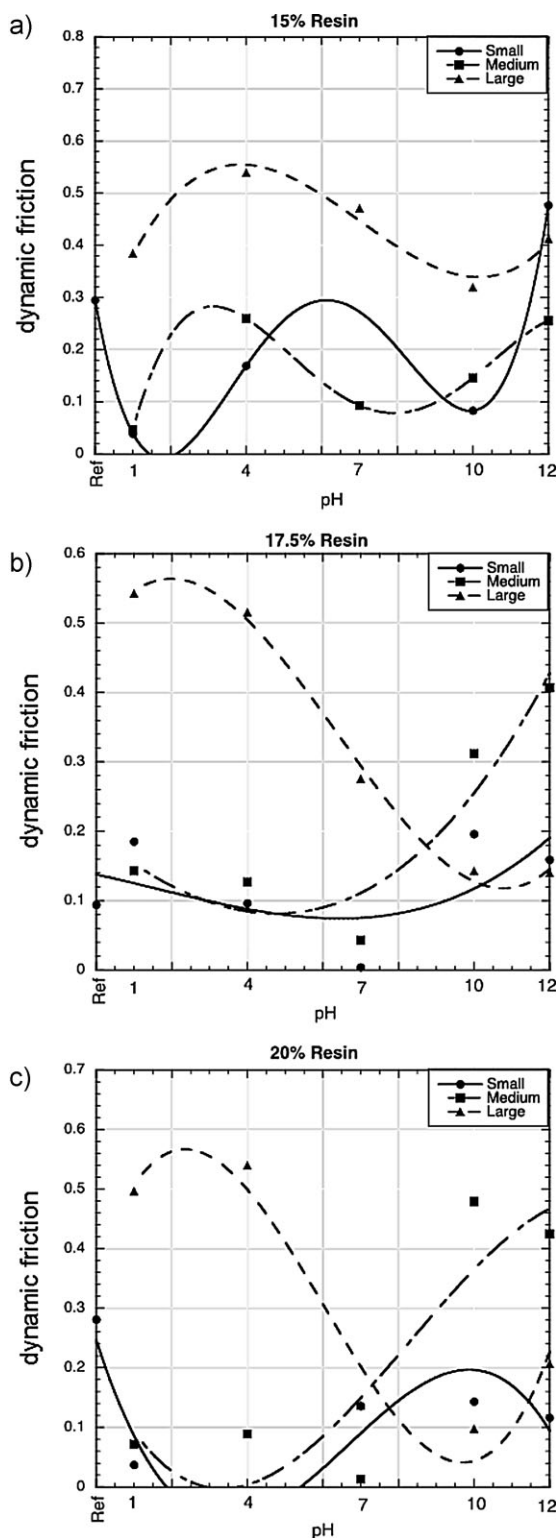 a)
15% Resin
0.8
0.7
0.6
0.5
0.4
0.3
0.2
0.1
0
dynamic friction
Small
Medium
Large
Ref 1 4 7 10 12
pH
b)
17.5% Resin
0.6
0.5
0.4
0.3
0.2
0.1
0
dynamic friction
Small
Medium
Large
Ref 1 4 7 10 12
pH
c)
20% Resin
0.7
0.6
0.5
0.4
0.3
0.2
0.1
0
dynamic friction
Small
Medium
Large
Ref 1 4 7 10 12
pH